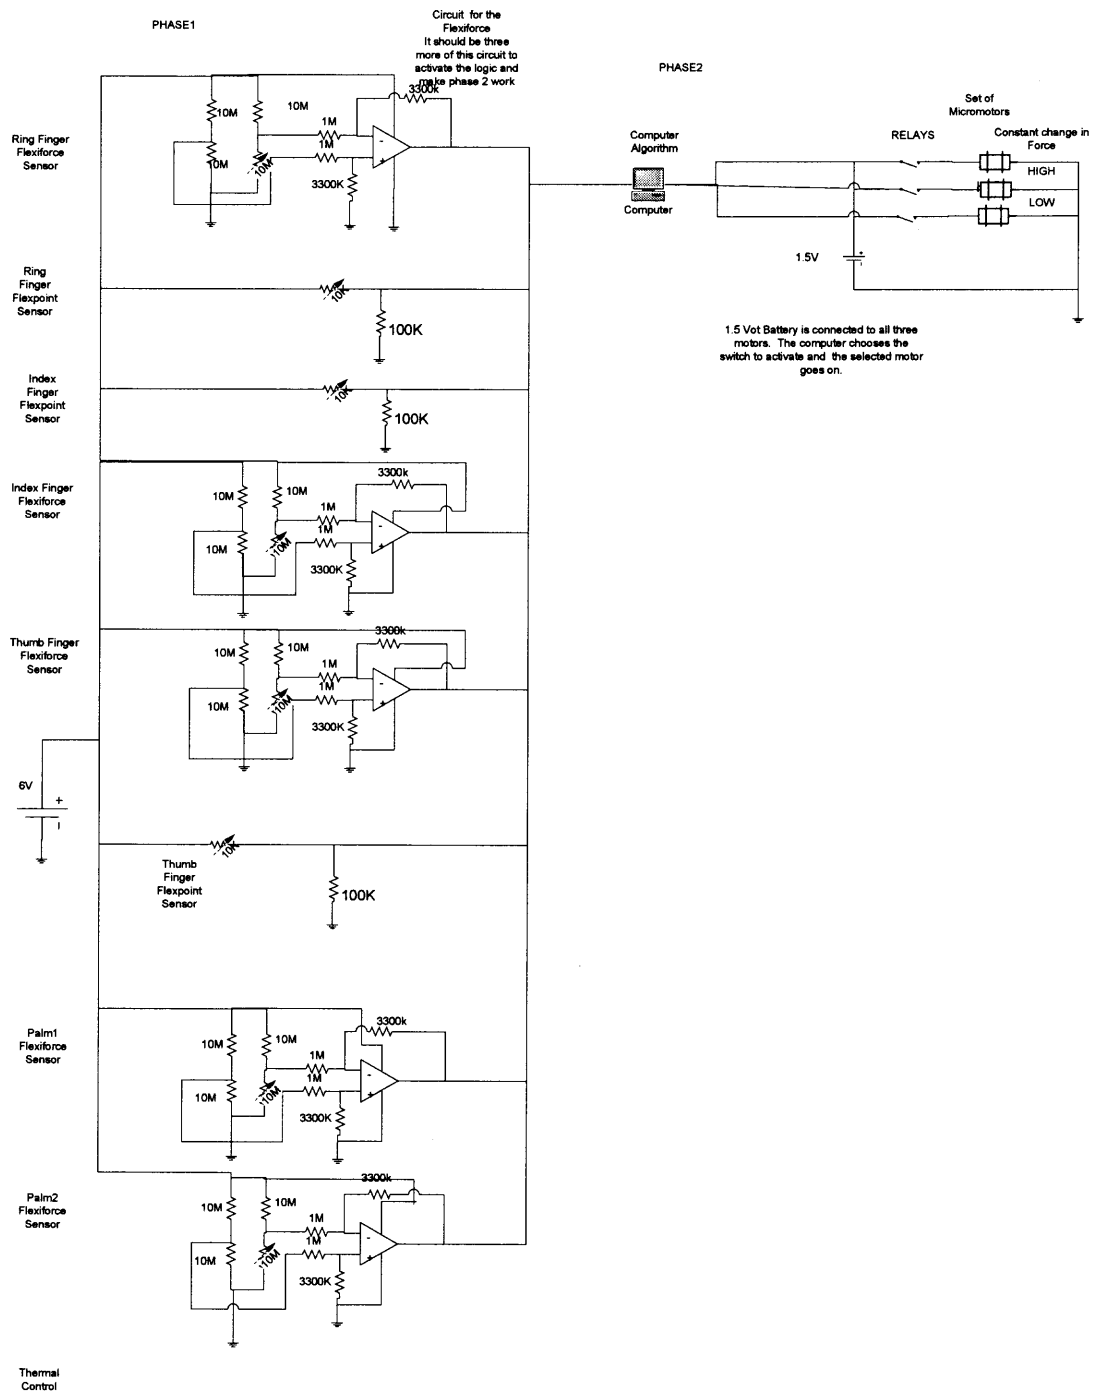 PHASE1
Circuit for the
Flexiforce
It should be three
more of this circuit to
activate the logic and
make phase 2 work
3300k
10M
10M
1M
1M
Ring Finger
Flexiforce
Sensor
10M
10M
3300K
PHASE2
Set of
Micromotors
RELAYS
Constant change in
Force
HIGH
LOW
Computer
Algorithm
Computer
1.5V
+
-
1.5 Vot Battery is connected to all three
motors. The computer chooses the
switch to activate and the selected motor
goes on.
Ring
Finger
Flexpoint
Sensor
10K
100K
Index
Finger
Flexpoint
Sensor
10K
100K
Index Finger
Flexiforce
Sensor
3300k
10M
10M
1M
1M
10M
10M
3300K
-
+
Thumb Finger
Flexiforce
Sensor
3300k
10M
10M
1M
1M
10M
10M
3300K
-
+
6V
+
-
10K
Thumb
Finger
Flexpoint
Sensor
100K
Palm1
Flexiforce
Sensor
3300k
10M
10M
1M
1M
10M
10M
3300K
-
+
Palm2
Flexiforce
Sensor
3300k
10M
10M
1M
1M
10M
10M
3300K
-
+
Thermal
Control